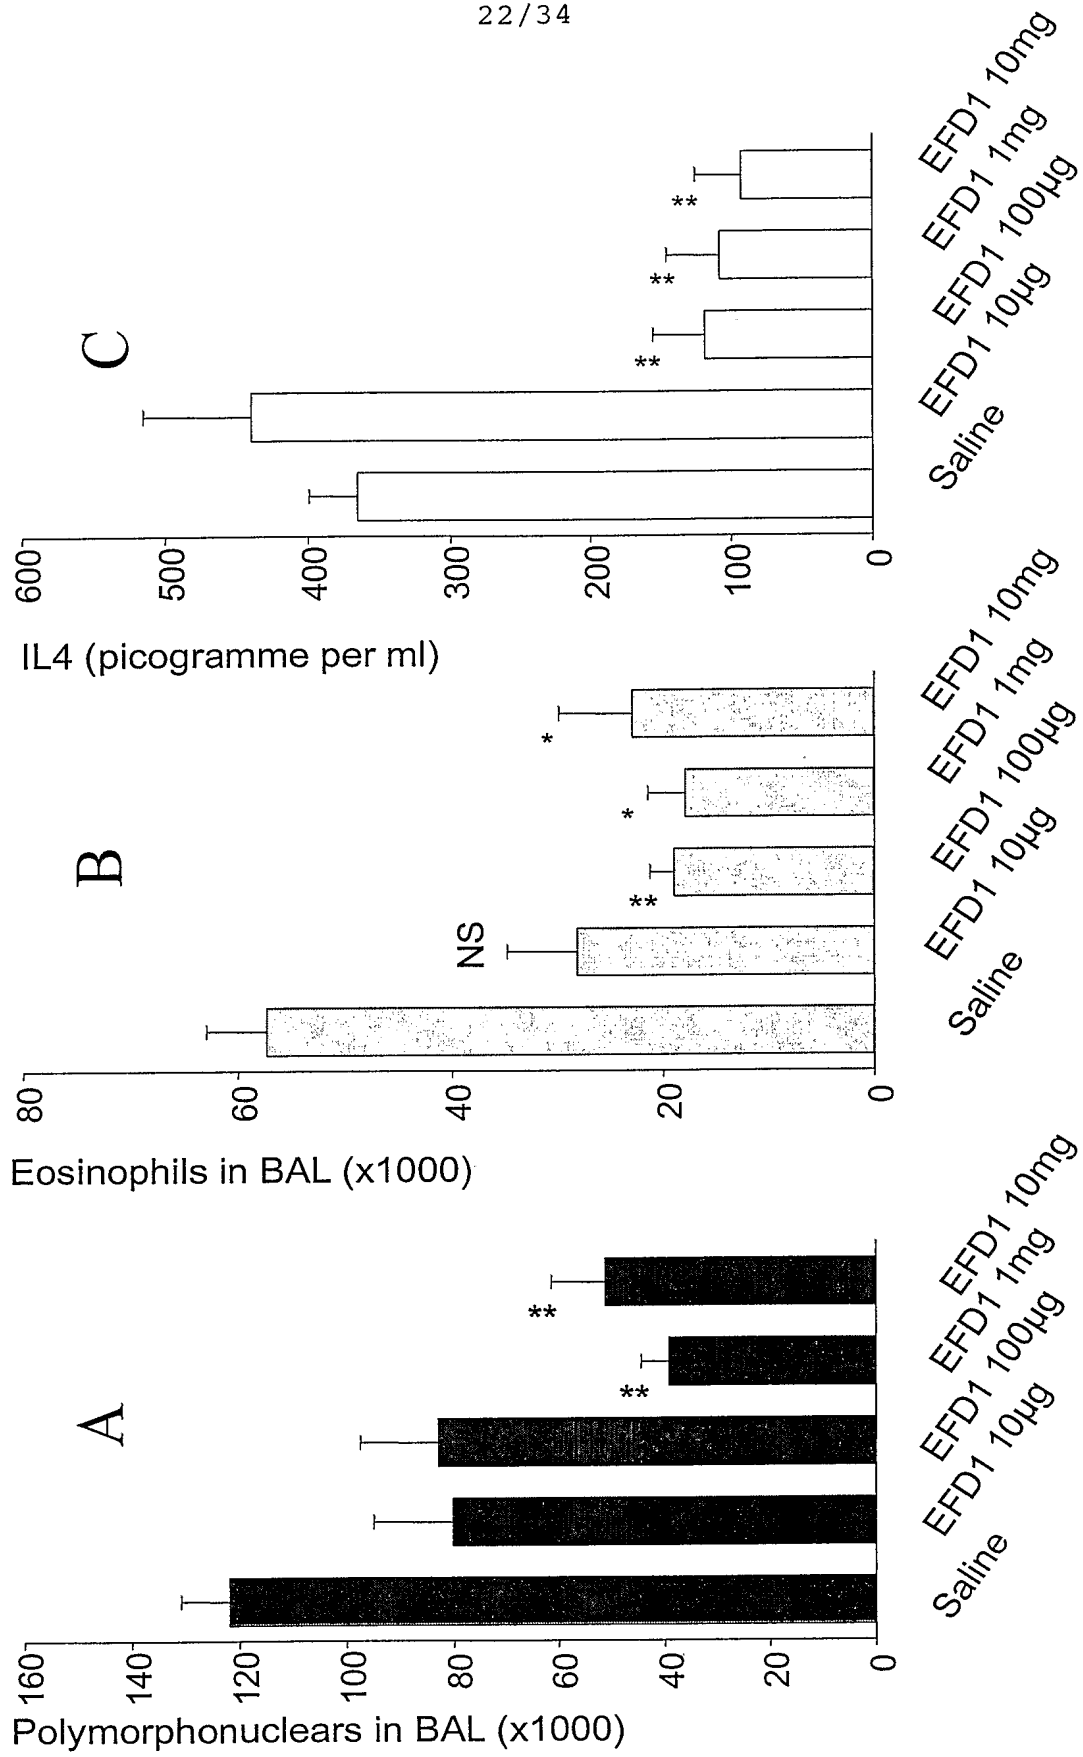 22/34
A
Polymorphonuclears in BAL (x1000)
160
140
120
100
80
60
40
20
0
**
**
Saline
EFD1 10µg
EFD1 100µg
EFD1 1mg
EFD1 10mg
B
Eosinophils in BAL (x1000)
80
60
40
20
0
NS
**
*
*
Saline
EFD1 10µg
EFD1 100µg
EFD1 1mg
EFD1 10mg
C
IL4 (picogramme per ml)
600
500
400
300
200
100
0
**
**
**
Saline
EFD1 10µg
EFD1 100µg
EFD1 1mg
EFD1 10mg